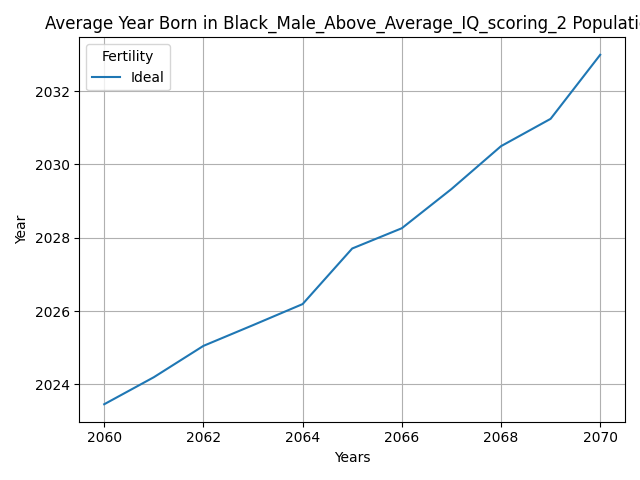 Average Year Born in Black_Male_Above_Average_IQ_scoring_2 Populati
Fertility
Ideal
Year
2032
2030
2028
2026
2024
2060 2062 2064 2066 2068 2070
Years